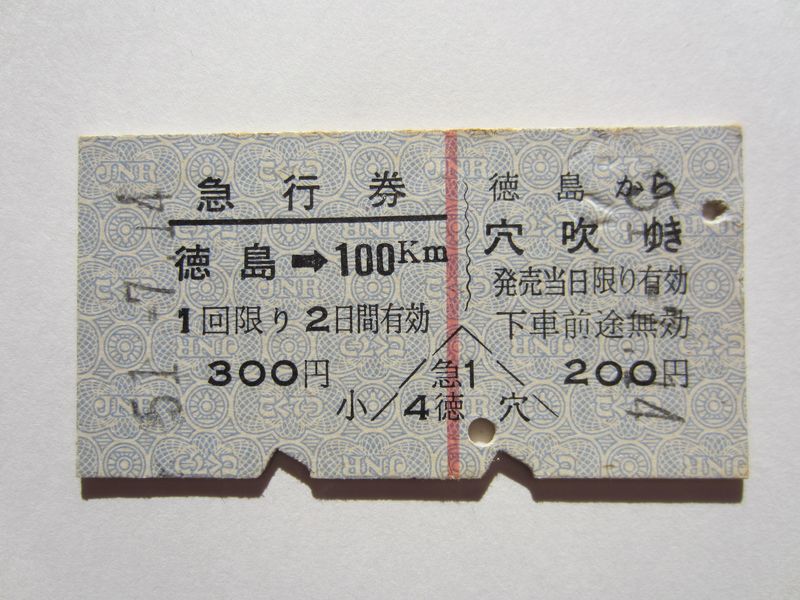 急行券
徳島➡100Km
1回限り2日間有効
300円
徳島から
穴吹ゆき
発売当日限り有効
下車前途無効
200円
急1
小 4徳 穴
51.-7.14
JNR